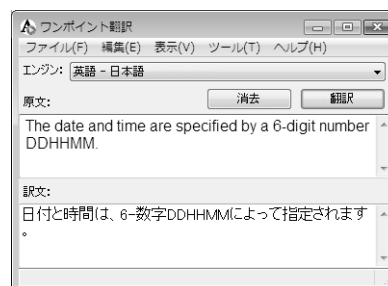 ワンポイント翻訳
ファイル(F) 編集(E) 表示(V) ツール(T) ヘルプ(H)
エンジン: 英語 - 日本語
原文: 消去 翻訳
The date and time are specified by a 6-digit number
DDHHMM.
訳文:
日付と時間は、6-数字DDHHMMによって指定されます
。